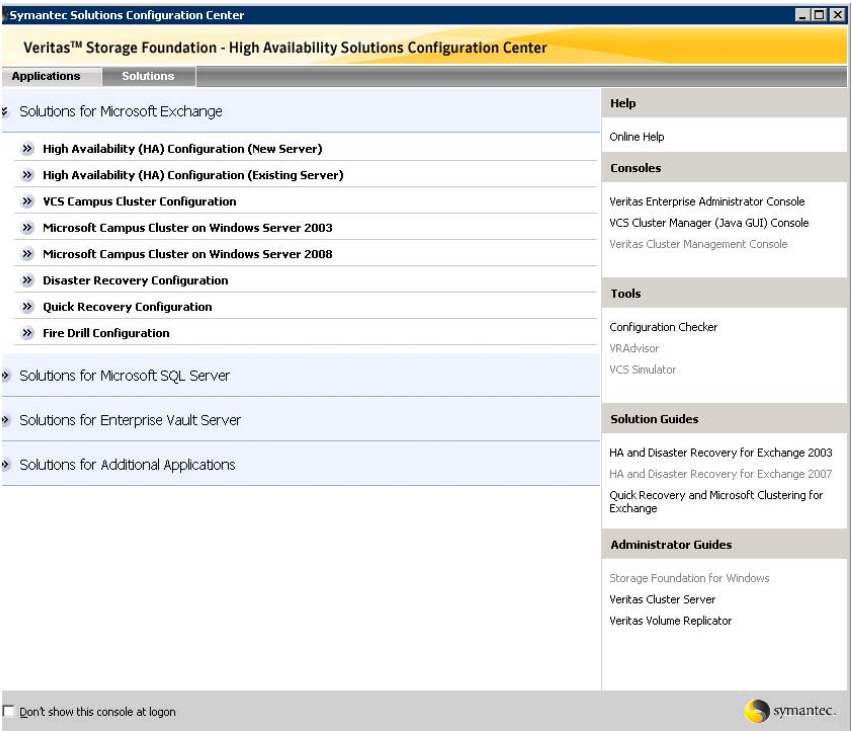 Symantec Solutions Configuration Center
Veritas™ Storage Foundation - High Availability Solutions Configuration Center
Applications
Solutions
Solutions for Microsoft Exchange
High Availability (HA) Configuration (New Server)
High Availability (HA) Configuration (Existing Server)
VCS Campus Cluster Configuration
Microsoft Campus Cluster on Windows Server 2003
Microsoft Campus Cluster on Windows Server 2008
Disaster Recovery Configuration
Quick Recovery Configuration
Fire Drill Configuration
Solutions for Microsoft SQL Server
Solutions for Enterprise Vault Server
Solutions for Additional Applications
Help
Online Help
Consoles
Veritas Enterprise Administrator Console
VCS Cluster Manager (Java GUI) Console
Veritas Cluster Management Console
Tools
Configuration Checker
VRAdvisor
VCS Simulator
Solution Guides
HA and Disaster Recovery for Exchange 2003
HA and Disaster Recovery for Exchange 2007
Quick Recovery and Microsoft Clustering for
Exchange
Administrator Guides
Storage Foundation for Windows
Veritas Cluster Server
Veritas Volume Replicator
Don't show this console at logon
symantec.